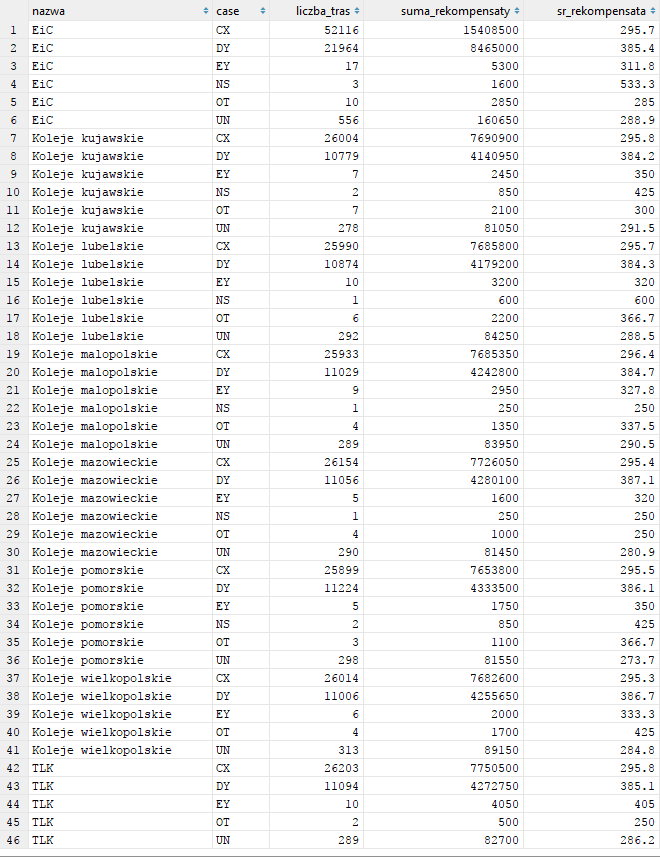 nazwa case liczba_tras suma_rekompensaty sr_rekompensata
1 EiC CX 52116 15408500 295.7
2 EiC DY 21964 8465000 385.4
3 EiC EY 17 5300 311.8
4 EiC NS 3 1600 533.3
5 EiC OT 10 2850 285
6 EiC UN 556 160650 288.9
7 Koleje kujawskie CX 26004 7690900 295.8
8 Koleje kujawskie DY 10779 4140950 384.2
9 Koleje kujawskie EY 7 2450 350
10 Koleje kujawskie NS 2 850 425
11 Koleje kujawskie OT 7 2100 300
12 Koleje kujawskie UN 278 81050 291.5
13 Koleje lubelskie CX 25990 7685800 295.7
14 Koleje lubelskie DY 10874 4179200 384.3
15 Koleje lubelskie EY 10 3200 320
16 Koleje lubelskie NS 1 600 600
17 Koleje lubelskie OT 6 2200 366.7
18 Koleje lubelskie UN 292 84250 288.5
19 Koleje malopolskie CX 25933 7685350 296.4
20 Koleje malopolskie DY 11029 4242800 384.7
21 Koleje malopolskie EY 9 2950 327.8
22 Koleje malopolskie NS 1 250 250
23 Koleje malopolskie OT 4 1350 337.5
24 Koleje malopolskie UN 289 83950 290.5
25 Koleje mazowieckie CX 26154 7726050 295.4
26 Koleje mazowieckie DY 11056 4280100 387.1
27 Koleje mazowieckie EY 5 1600 320
28 Koleje mazowieckie NS 1 250 250
29 Koleje mazowieckie OT 4 1000 250
30 Koleje mazowieckie UN 290 81450 280.9
31 Koleje pomorskie CX 25899 7653800 295.5
32 Koleje pomorskie DY 11224 4333500 386.1
33 Koleje pomorskie EY 5 1750 350
34 Koleje pomorskie NS 2 850 425
35 Koleje pomorskie OT 3 1100 366.7
36 Koleje pomorskie UN 298 81550 273.7
37 Koleje wielkopolskie CX 26014 7682600 295.3
38 Koleje wielkopolskie DY 11006 4255650 386.7
39 Koleje wielkopolskie EY 6 2000 333.3
40 Koleje wielkopolskie OT 4 1700 425
41 Koleje wielkopolskie UN 313 89150 284.8
42 TLK CX 26203 7750500 295.8
43 TLK DY 11094 4272750 385.1
44 TLK EY 10 4050 405
45 TLK OT 2 500 250
46 TLK UN 289 82700 286.2